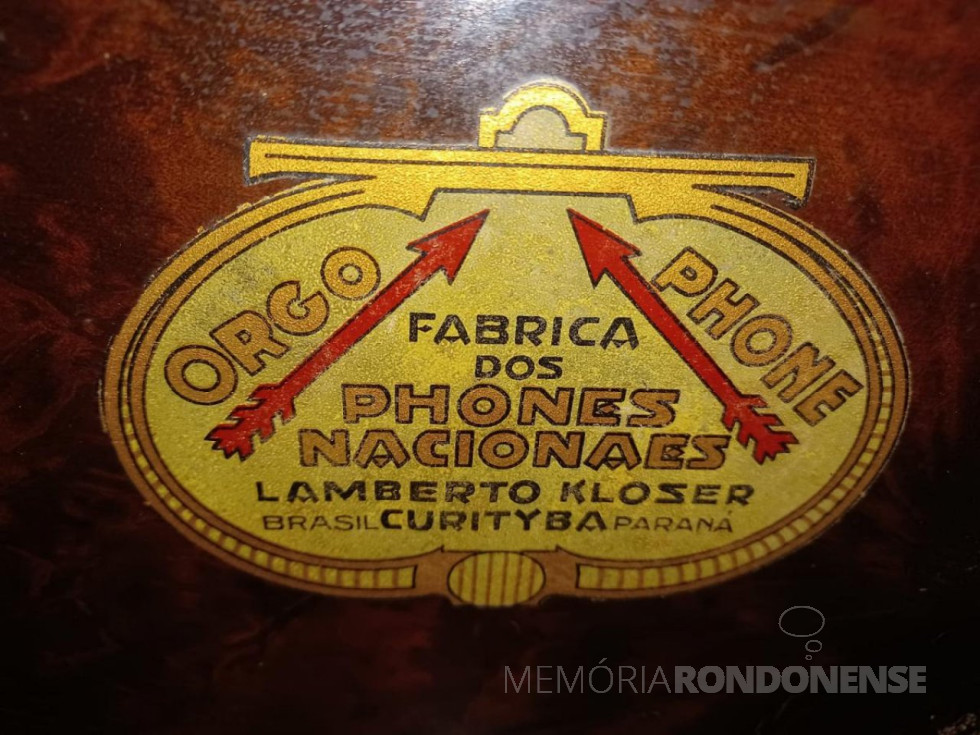 ORGO PHONE
FABRICA
DOS
PHONES
NACIONAES
LAMBERTO KLOSER
BRASIL CURITYBA PARANÁ
MEMÓRIARONDONENSE